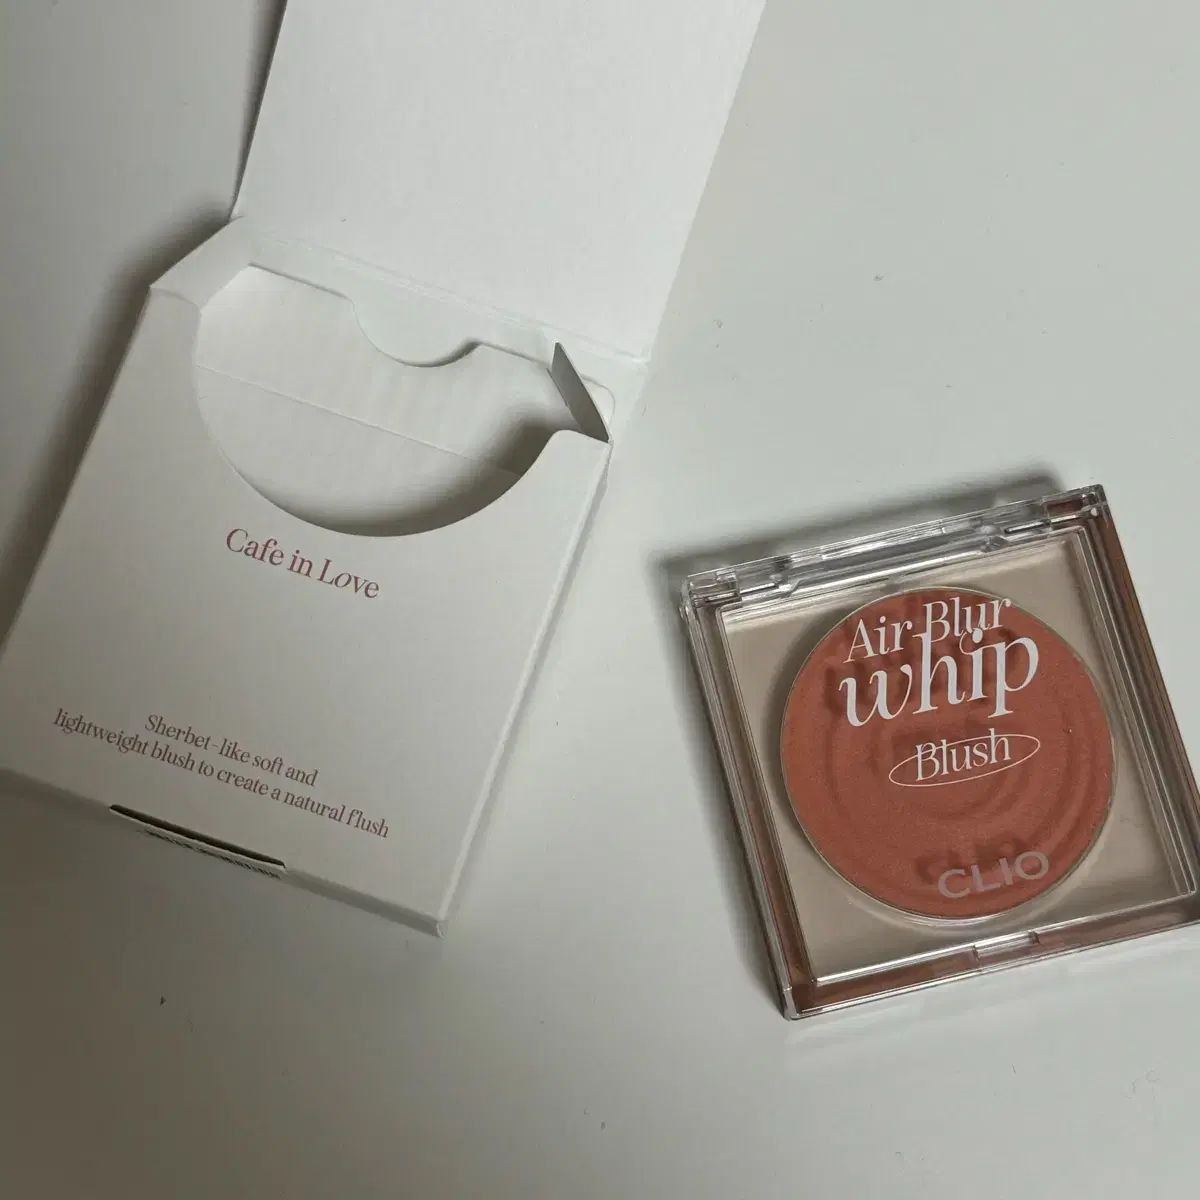 Cafe in Love
Sherbet-like soft and
lightweight blush to create a natural flush
Air Blur
whip
Blush
CLIO